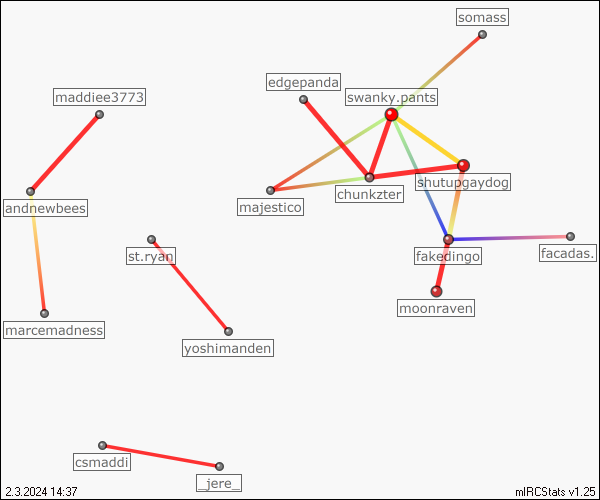 somass
edgepanda
maddiee3773
swanky.pants
shutupgaydog
chunkzter
andnewbees
majestico
st.ryan
fakedingo
facadas.
moonraven
marcemadness
yoshimanden
csmaddi
_jere_
2.3.2024 14:37
mIRCStats v1.25